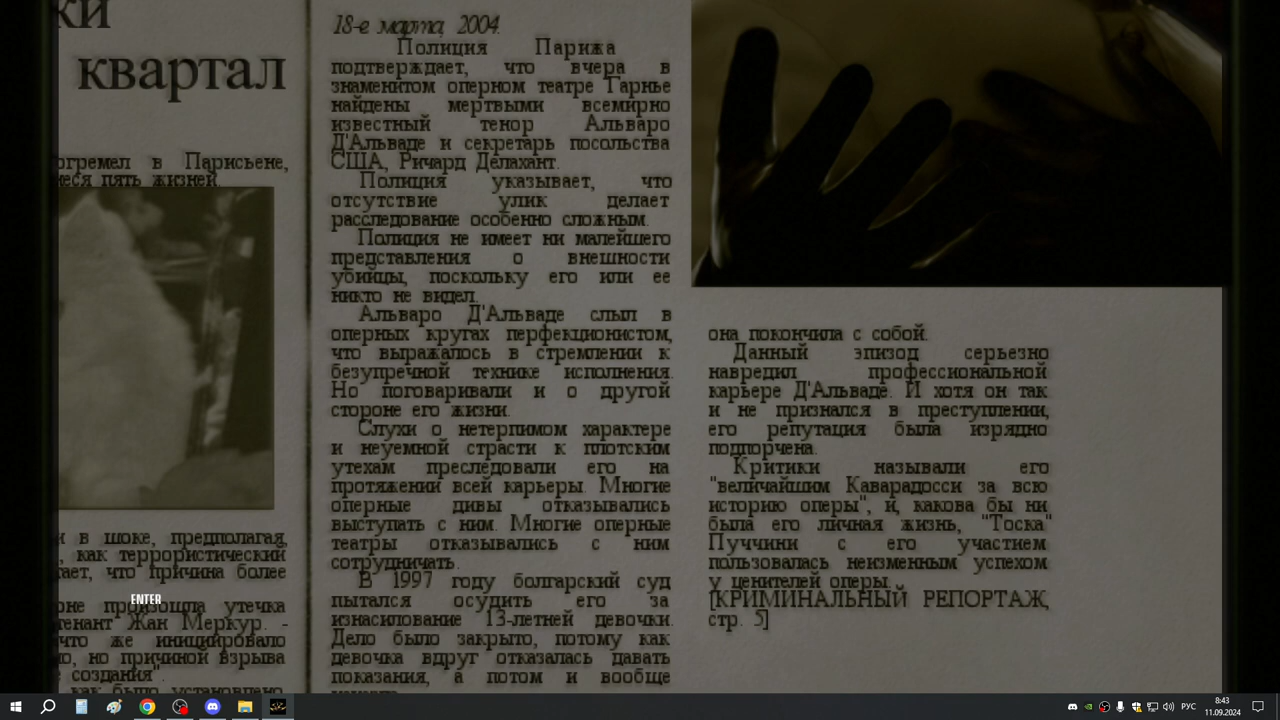 ки
квартал
огремел в Парисьене,
иеся пять жизней.
и в шоке, предполагая,
, как террористический
тает, что причина более
ENTER
оне произошла утечка
тенант Жан Меркур. -
что же инициировало
но, но причиной взрыва
е создания".
как было установлено
18-е марта, 2004.
Полиция Парижа
подтверждает, что вчера в
знаменитом оперном театре Гарнье
найдены мертвыми всемирно
известный тенор Альваро
Д'Альваде и секретарь посольства
США, Ричард Делахант.
Полиция указывает, что
отсутствие улик делает
расследование особенно сложным.
Полиция не имеет ни малейшего
представления о внешности
убийцы, поскольку его или ее
никто не видел.
Альваро Д'Альваде слыл в
оперных кругах перфекционистом,
что выражалось в стремлении к
безупречной технике исполнения.
Но поговаривали и о другой
стороне его жизни.
Слухи о нетерпимом характере
и неуемной страсти к плотским
утехам преследовали его на
протяжении всей карьеры. Многие
оперные дивы отказывались
выступать с ним. Многие оперные
театры отказывались с ним
сотрудничать.
В 1997 году болгарский суд
пытался осудить его за
изнасилование 13-летней девочки.
Дело было закрыто, потому как
девочка вдруг отказалась давать
показания, а потом и вообще
она покончила с собой.
Данный эпизод серьезно
навредил профессиональной
карьере Д'Альваде. И хотя он так
и не признался в преступлении,
его репутация была изрядно
подпорчена.
Критики называли его
"величайшим Каварадосси за всю
историю оперы", и, какова бы ни
была его личная жизнь, "Тоска"
Пуччини с его участием
пользовалась неизменным успехом
у ценителей оперы.
[КРИМИНАЛЬНЫЙ РЕПОРТАЖ,
стр. 5]
РУС
8:43
11.09.2024